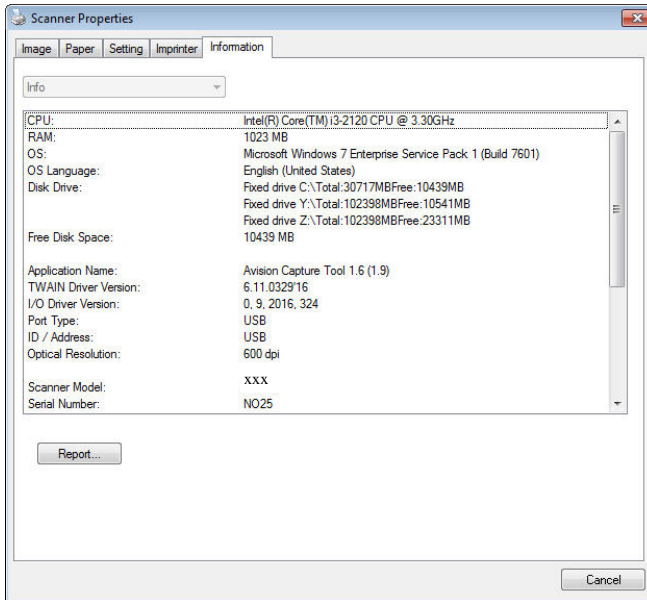 Scanner Properties
Image Paper Setting Imprinter Information
Info
CPU: Intel(R) Core(TM) i3-2120 CPU @ 3.30GHz
RAM: 1023 MB
OS: Microsoft Windows 7 Enterprise Service Pack 1 (Build 7601)
OS Language: English (United States)
Disk Drive: Fixed drive C:\Total:30717MBFree:10439MB
Fixed drive Y:\Total:102398MBFree:10541MB
Fixed drive Z:\Total:102398MBFree:23311MB
Free Disk Space: 10439 MB
Application Name: Avision Capture Tool 1.6 (1.9)
TWAIN Driver Version: 6.11.0329'16
I/O Driver Version: 0, 9, 2016, 324
Port Type: USB
ID / Address: USB
Optical Resolution: 600 dpi
Scanner Model: xxx
Serial Number: NO25
Report...
Cancel